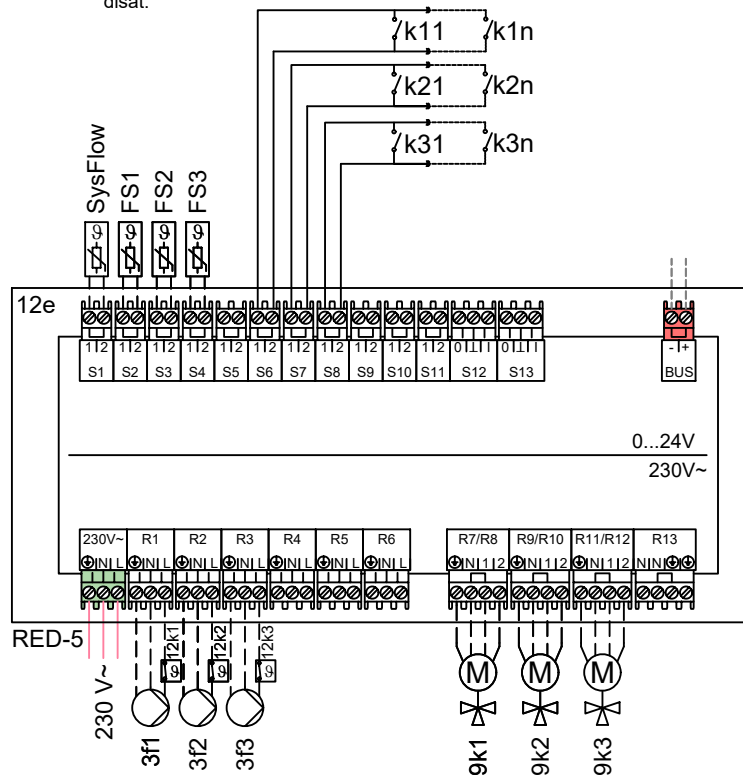 disat.
k11 k1n
k21 k2n
k31 k3n
SysFlow
FS1
FS2
FS3
ϑ ϑ ϑ ϑ
12e
1 2 1 2 1 2 1 2 1 2 1 2 1 2 1 2 1 2 1 2 1 2
S1 S2 S3 S4 S5 S6 S7 S8 S9 S10 S11 S12 S13
- +
BUS
0...24V
230V~
230V~ R1 R2 R3 R4 R5 R6 R7/R8 R9/R10 R11/R12 R13
N L N L N L N L N L N L N L N 1 2 N 1 2 N 1 2 N N
RED-5
12k1
12k2
12k3
ϑ ϑ ϑ
230 V~
3f1
3f2
3f3
M M M
9k1
9k2
9k3